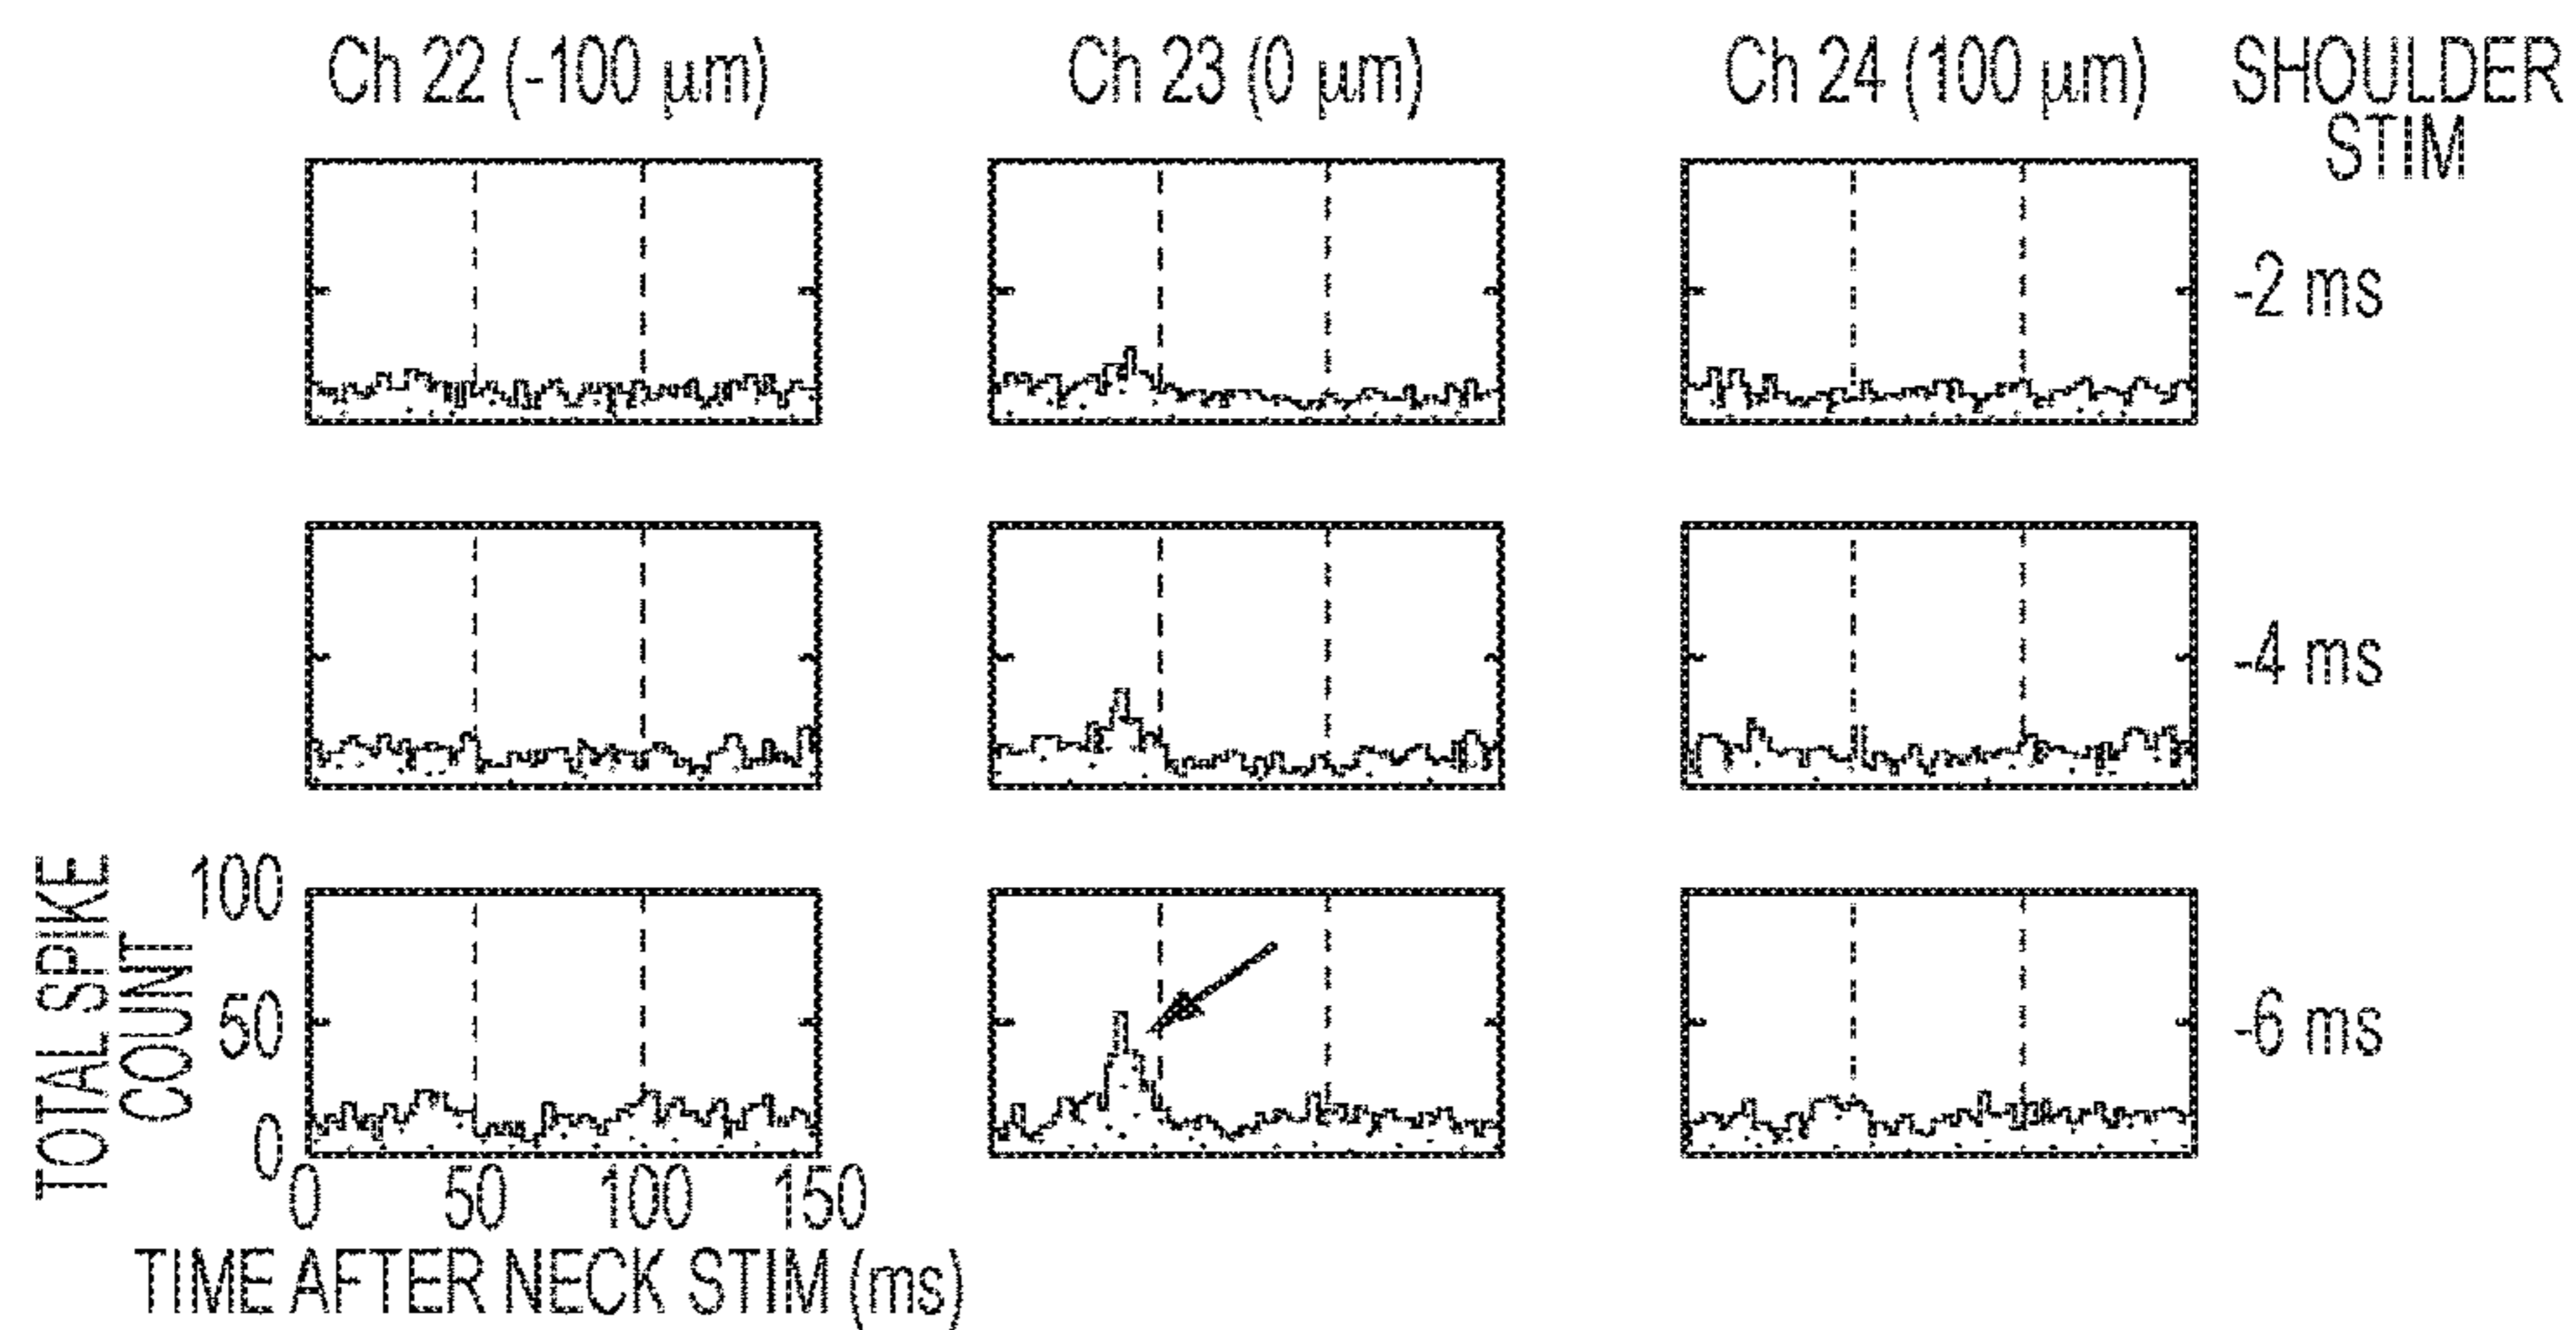 Ch 22 (-100 μm)
Ch 23 (0 μm)
Ch 24 (100 μm)
SHOULDER
STIM
-2 ms
-4 ms
-6 ms
TOTAL SPIKE
COUNT
100
50
0
0 50 100 150
TIME AFTER NECK STIM (ms)